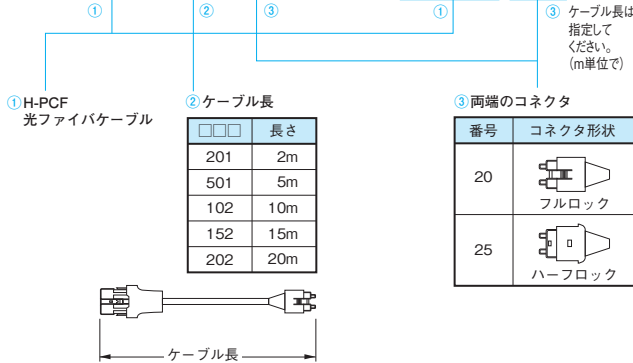 ① ② ③ ①
③ ケーブル長は
指定して
ください。
(m単位で)
①H-PCF
光ファイバケーブル
②ケーブル長
□□□ 長さ
201 2m
501 5m
102 10m
152 15m
202 20m
③両端のコネクタ
番号 コネクタ形状
20
フルロック
25
ハーフロック
ケーブル長